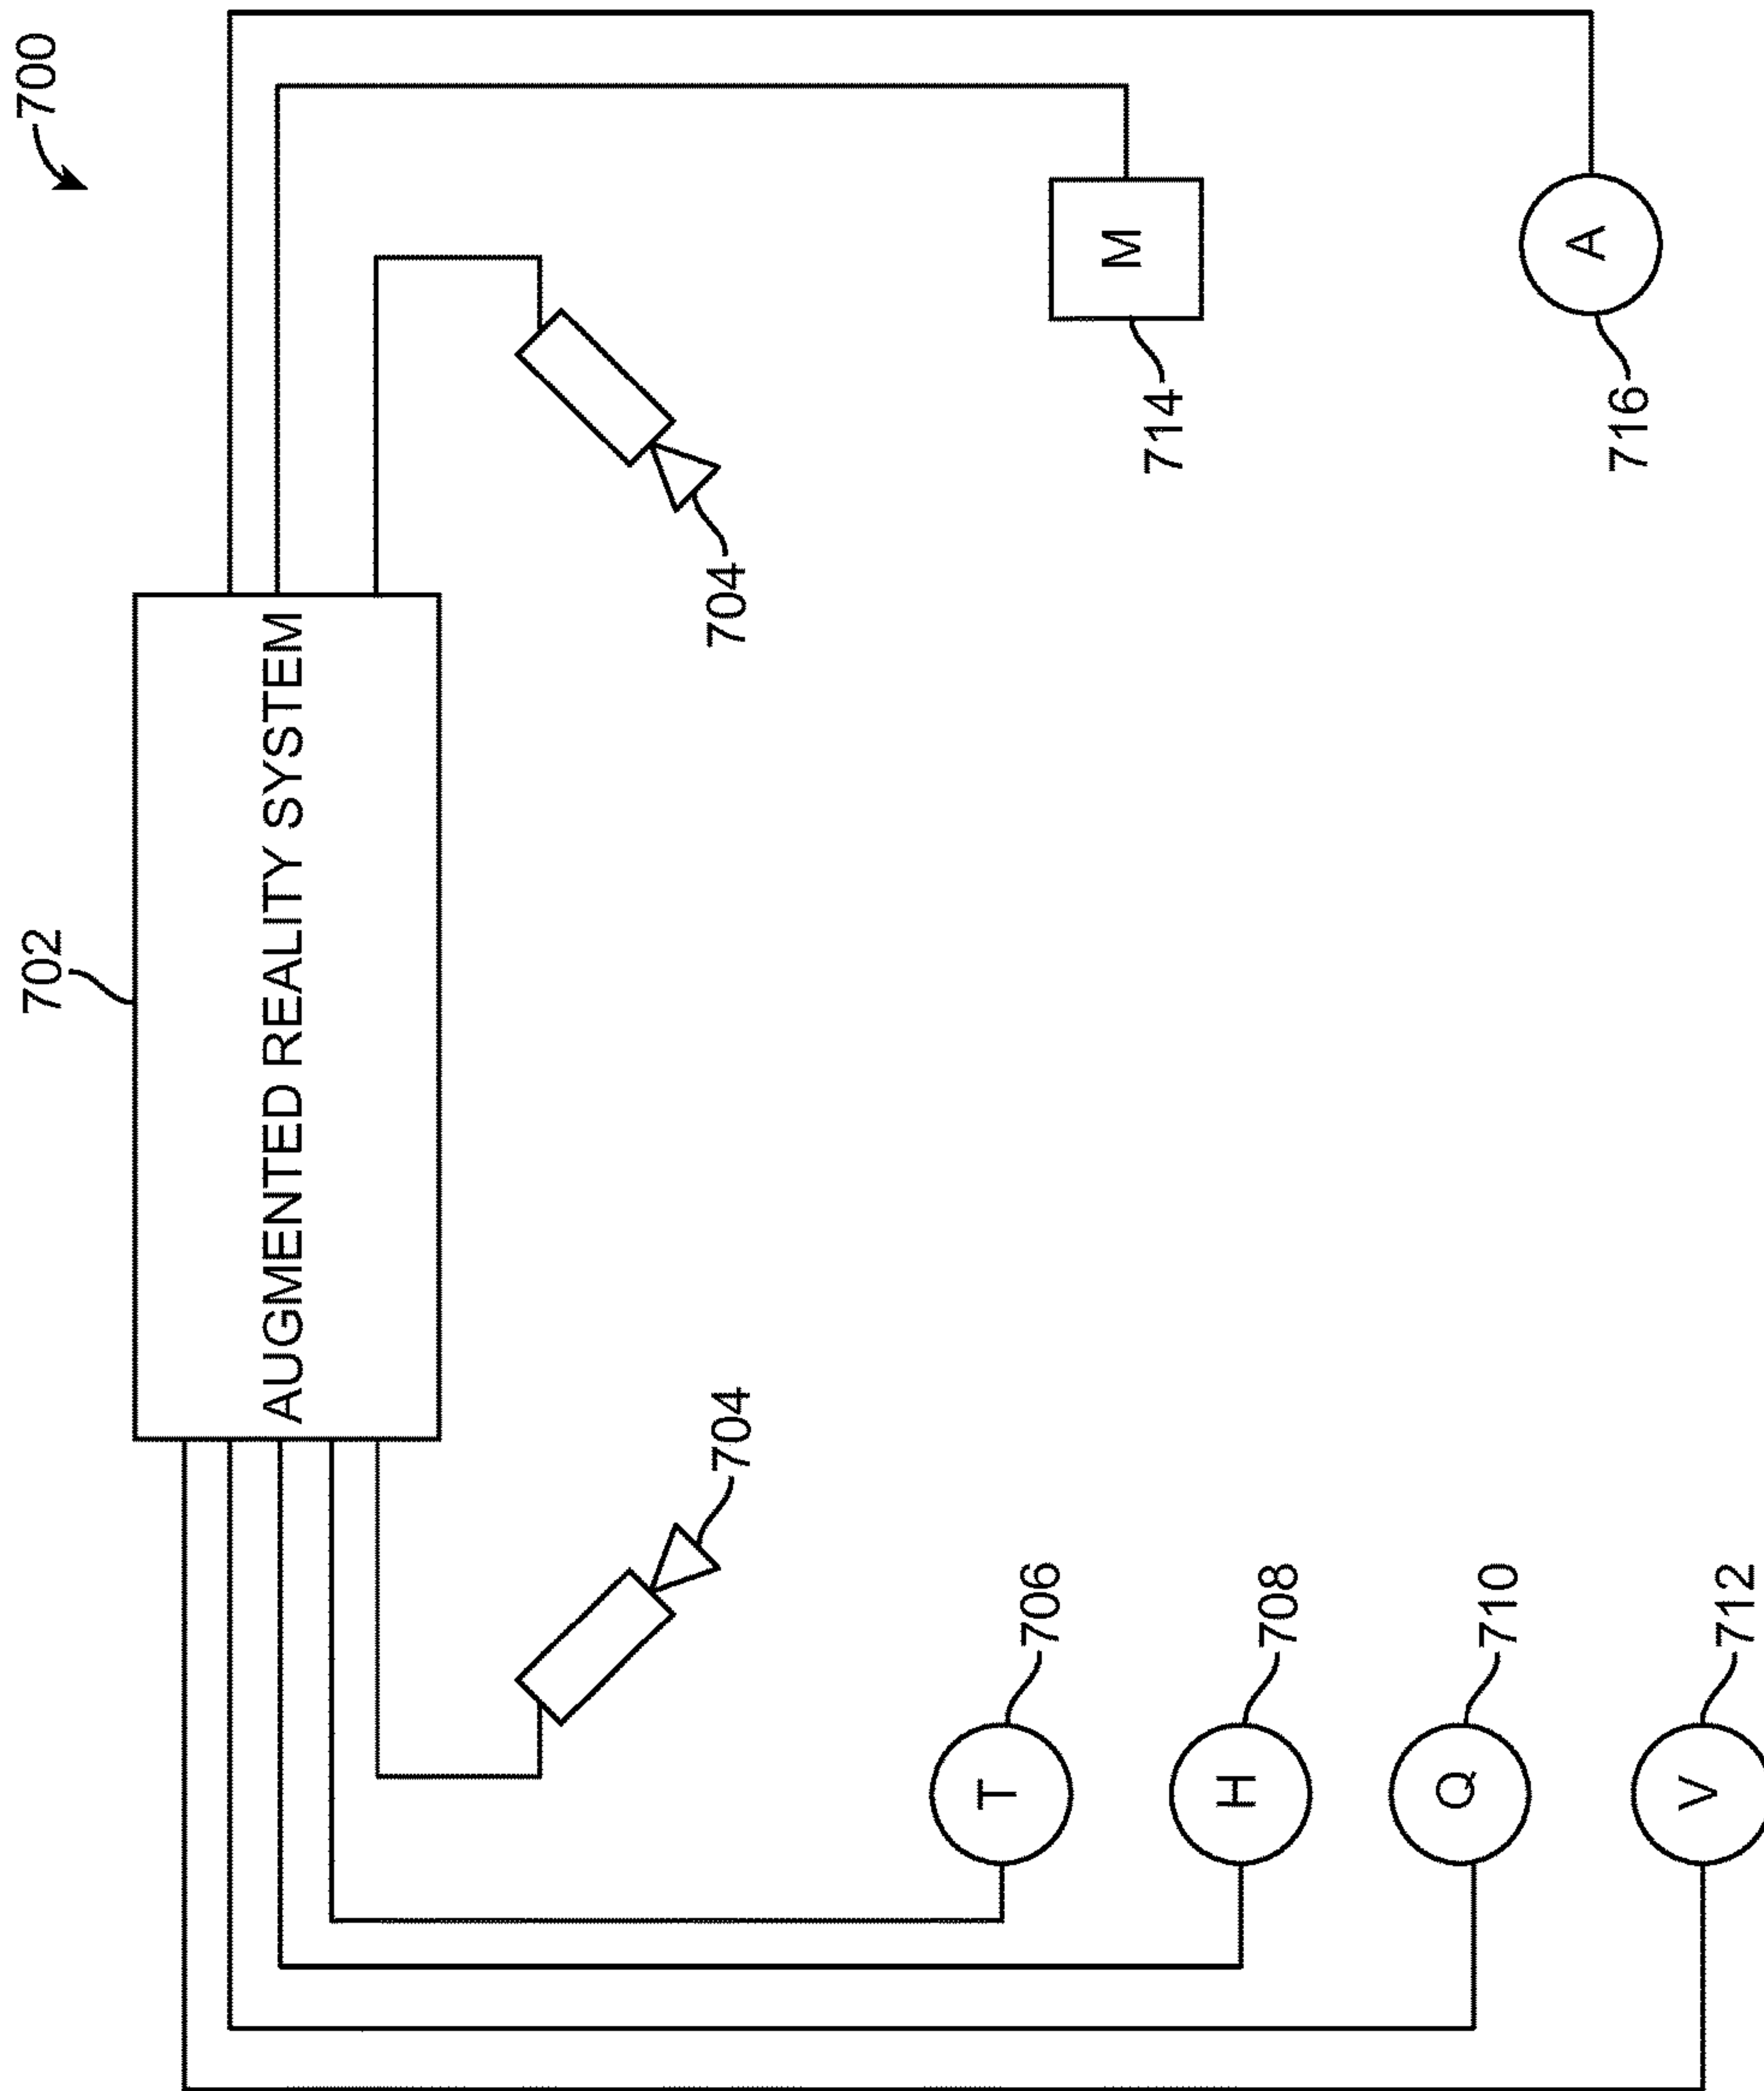 700
702
AUGMENTED REALITY SYSTEM
704
704
T
706
H
708
Q
710
V
712
M
714
A
716